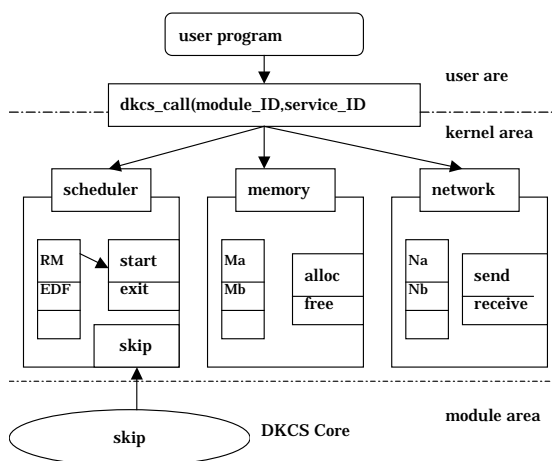 user program
user are
dkcs_call(module_ID,service_ID
kernel area
scheduler
memory
network
RM
EDF
start
exit
skip
Ma
Mb
alloc
free
Na
Nb
send
receive
module area
skip
DKCS Core